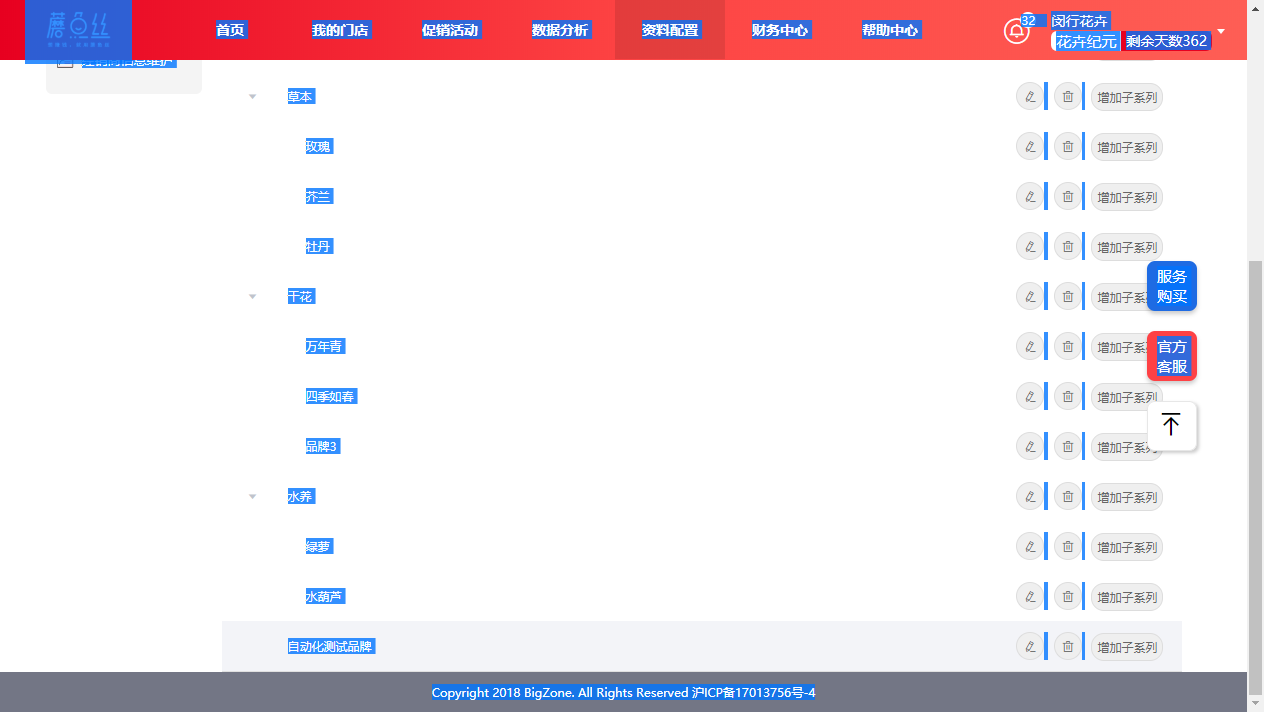 蘑豆丝
首页
我的门店
促销活动
数据分析
资料配置
财务中心
帮助中心
32
闵行花卉
花卉纪元
剩余天数362
草本
增加子系列
玫瑰
增加子系列
芥兰
增加子系列
牡丹
增加子系列
干花
增加子系
服务
购买
万年青
增加子系
官方
客服
四季如春
增加子系列
品牌3
增加子系
水养
增加子系列
绿萝
增加子系列
水葫芦
增加子系列
自动化测试品牌
增加子系列
Copyright 2018 BigZone. All Rights Reserved 沪ICP备17013756号-4